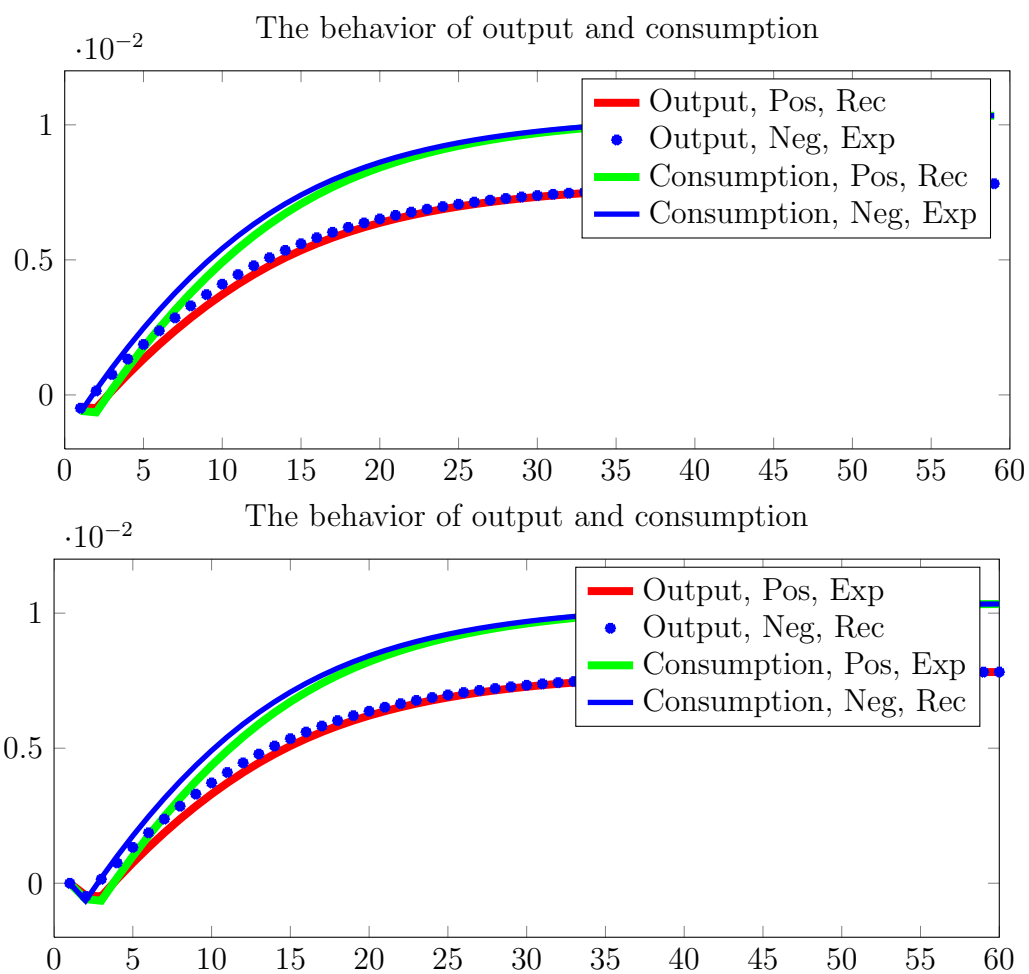 The behavior of output and consumption
·10⁻²
Output, Pos, Rec
Output, Neg, Exp
Consumption, Pos, Rec
Consumption, Neg, Exp
1
0.5
0
0 5 10 15 20 25 30 35 40 45 50 55 60
The behavior of output and consumption
·10⁻²
Output, Pos, Exp
Output, Neg, Rec
Consumption, Pos, Exp
Consumption, Neg, Rec
1
0.5
0
0 5 10 15 20 25 30 35 40 45 50 55 60